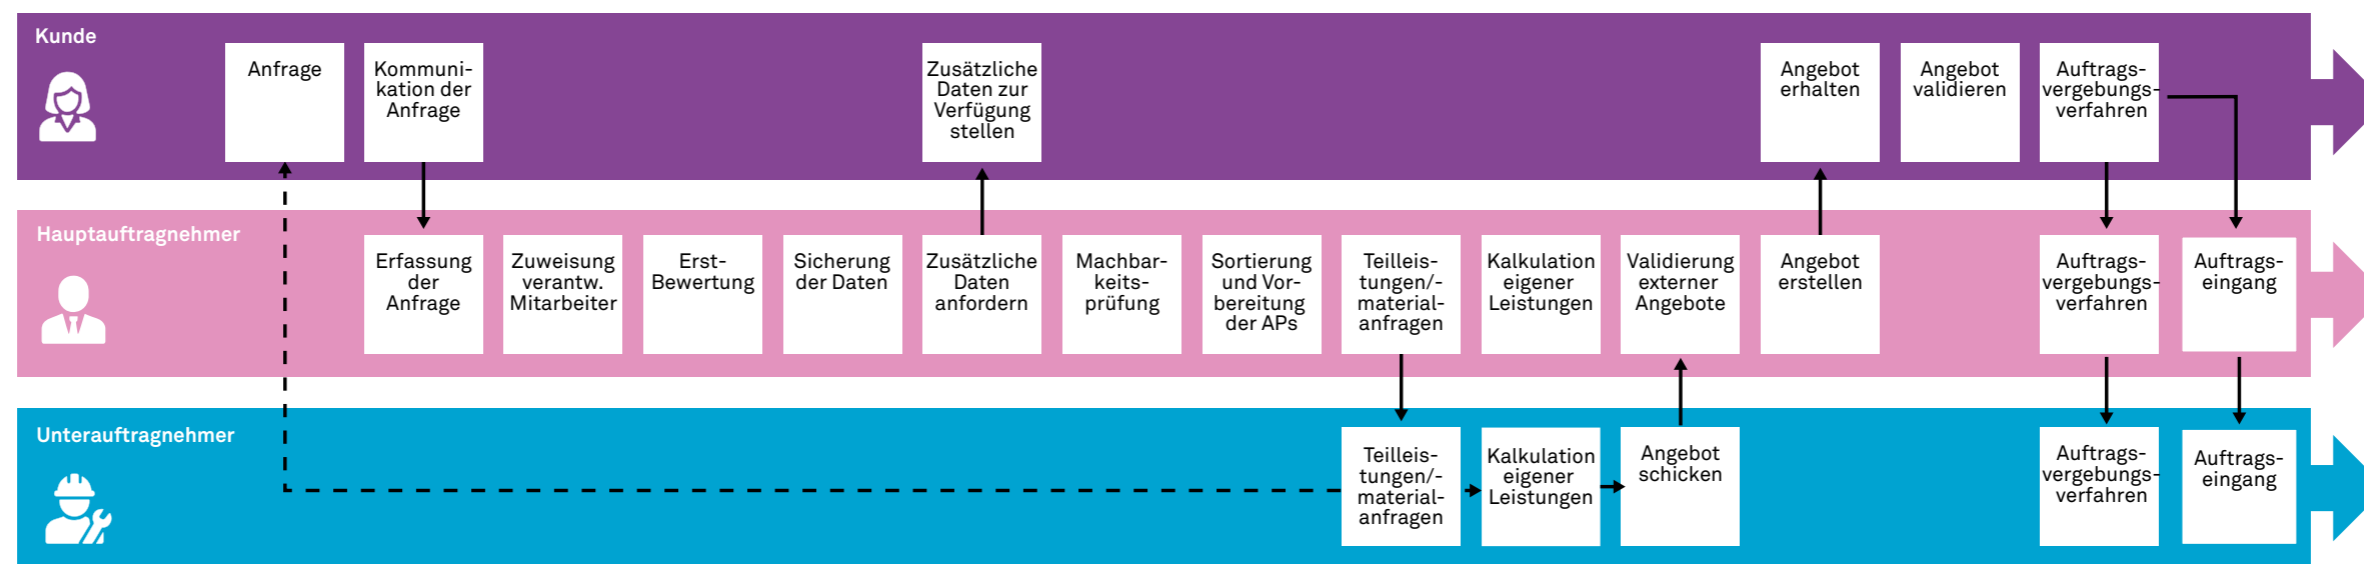 Kunde
Anfrage
Kommuni-
kation der
Anfrage
Zusätzliche
Daten zur
Verfügung
stellen
Angebot
erhalten
Angebot
validieren
Auftrags-
vergebungs-
verfahren
Hauptauftragnehmer
Erfassung
der
Anfrage
Zuweisung
verantw.
Mitarbeiter
Erst-
Bewertung
Sicherung
der Daten
Zusätzliche
Daten
anfordern
Machbar-
keits-
prüfung
Sortierung
und Vor-
bereitung
der APs
Teilleis-
tungen/-
material-
anfragen
Kalkulation
eigener
Leistungen
Validierung
externer
Angebote
Angebot
erstellen
Auftrags-
vergebungs-
verfahren
Auftrags-
eingang
Unterauftragnehmer
Teilleis-
tungen/-
material-
anfragen
Kalkulation
eigener
Leistungen
Angebot
schicken
Auftrags-
vergebungs-
verfahren
Auftrags-
eingang